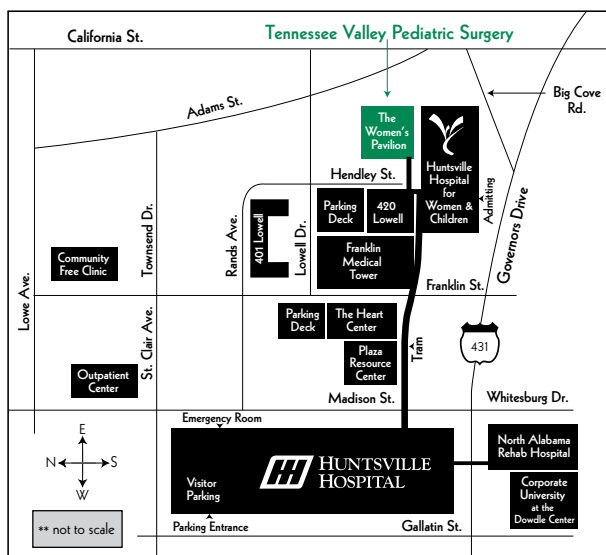 Tennessee Valley Pediatric Surgery
California St.
Adams St.
Big Cove
Rd.
The
Women's
Pavilion
Huntsville
Hospital
for
Women &
Children
Admitting
Hendley St.
Parking
Deck
420
Lowell
Franklin
Medical
Tower
401 Lowell
Lowell Dr.
Rands Ave.
Townsend Dr.
Community
Free Clinic
Lowe Ave.
Governors Drive
Franklin St.
Parking
Deck
The Heart
Center
Plaza
Resource
Center
Tram
431
St. Clair Ave.
Outpatient
Center
Madison St.
Whitesburg Dr.
Emergency Room
E
N
S
W
Visitor
Parking
HUNTSVILLE
HOSPITAL
North Alabama
Rehab Hospital
Corporate
University
at the
Dowdle Center
** not to scale
Parking Entrance
Gallatin St.